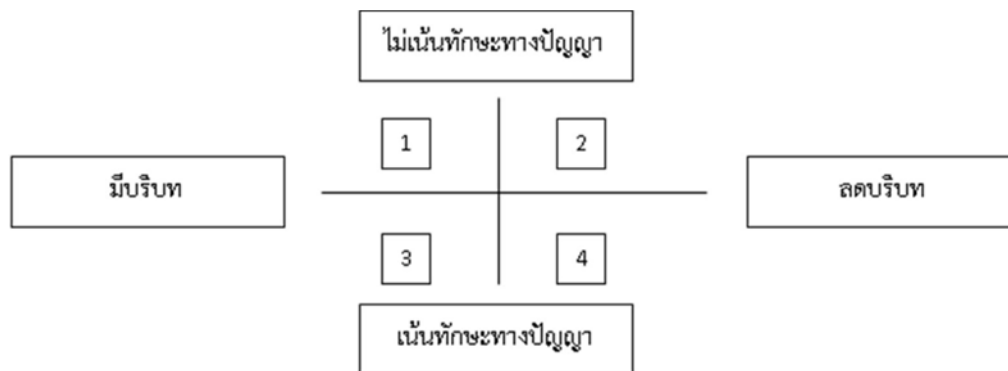 ไม่เน้นทักษะทางปัญญา
1
2
มีบริบท
ลดบริบท
3
4
เน้นทักษะทางปัญญา